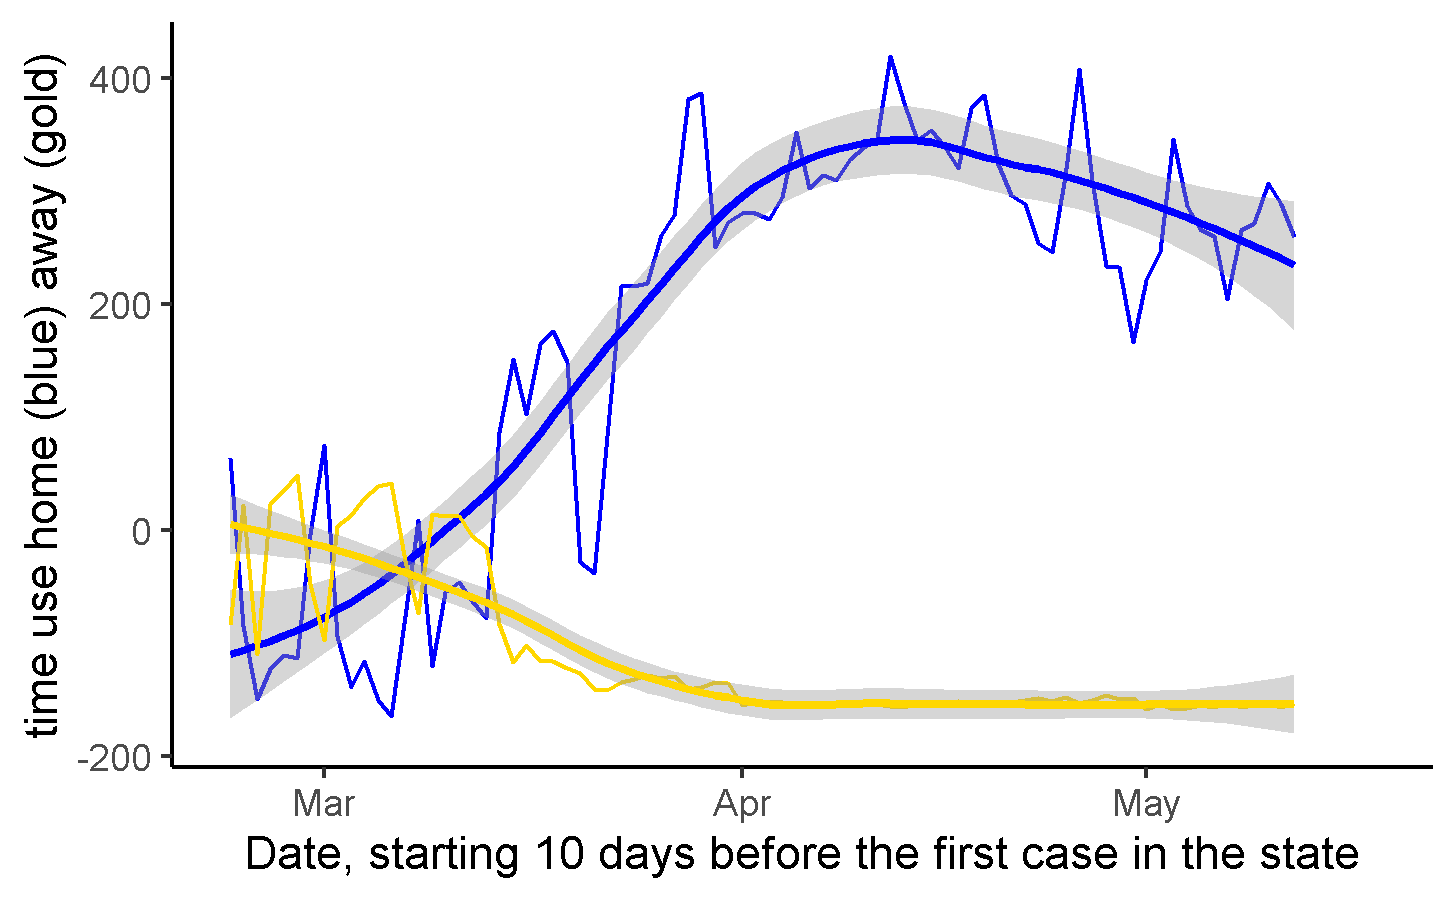 time use home (blue) away (gold)
400
200
0
-200
Mar
Apr
May
Date, starting 10 days before the first case in the state